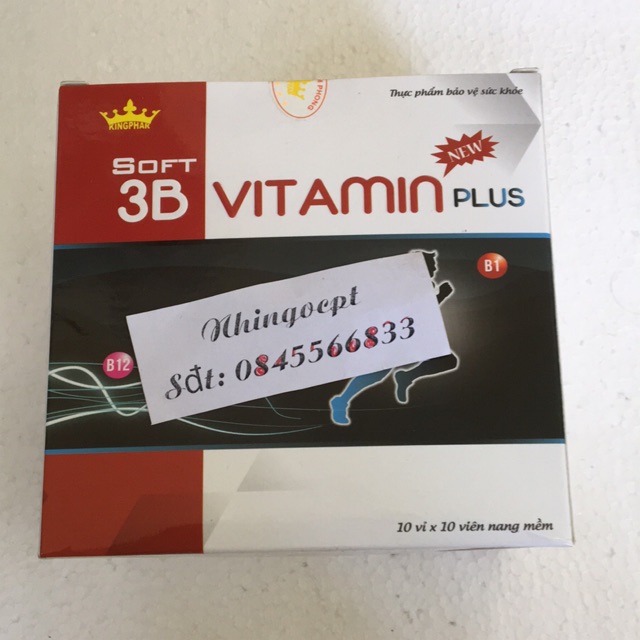 KINGPHAR
PHONG
Thực phẩm bảo vệ sức khỏe
NEW
SOFT
3B VITAMIN PLUS
B1
Nhingocpt
Sđt: 0845566833
B12
10 vỉ x 10 viên nang mềm